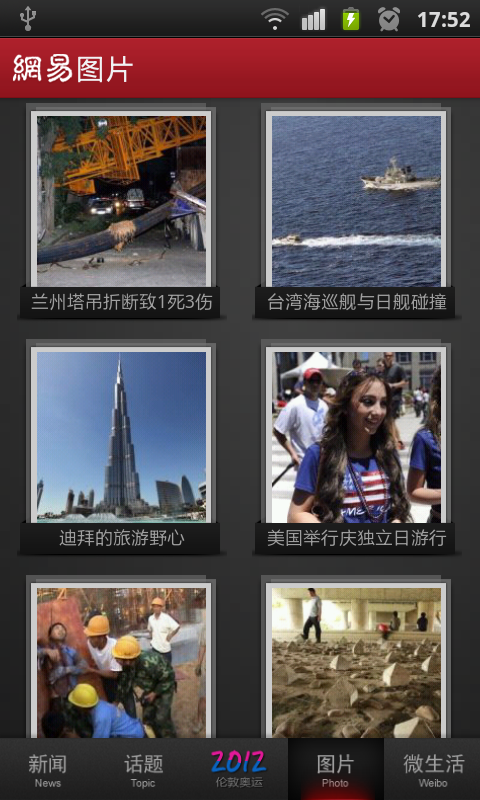 17:52
網易图片
兰州塔吊折断致1死3伤
台湾海巡舰与日舰碰撞
迪拜的旅游野心
美国举行庆独立日游行
新闻
News
话题
Topic
2012
伦敦奥运
图片
Photo
微生活
Weibo